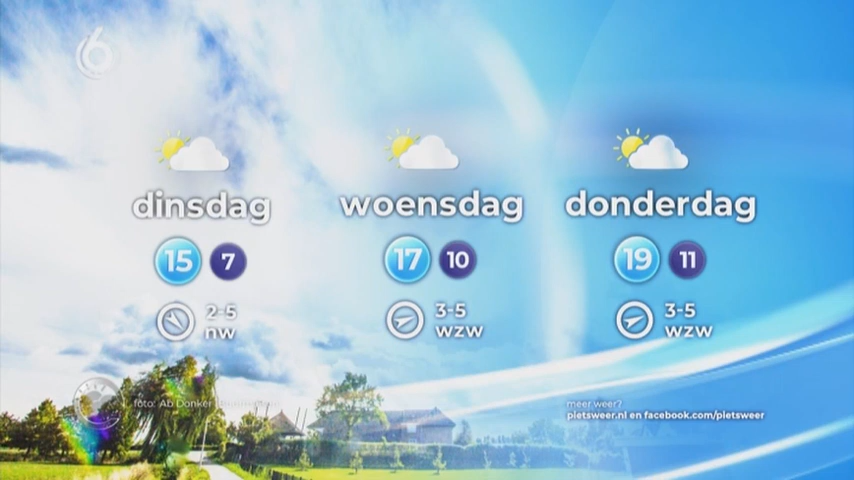 6
dinsdag
15 7
2-5
nw
woensdag
17 10
3-5
wzw
donderdag
19 11
3-5
wzw
foto: Ab Donker
meer weer?
pietsweer.nl en facebook.com/pietsweer